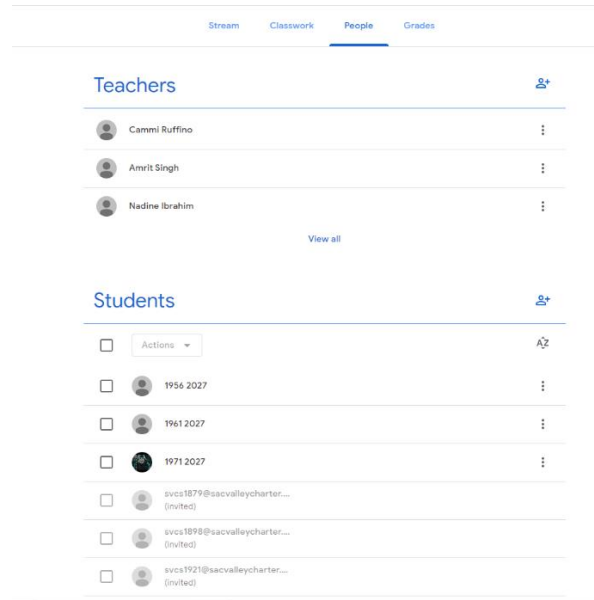 Stream Classwork People Grades
Teachers
Cammi Ruffino
Amrit Singh
Nadine Ibrahim
View all
Students
Actions
AZ
1956 2027
1961 2027
1971 2027
svcs1879@sacvalleycharter....
(invited)
svcs1898@sacvalleycharter....
(invited)
svcs1921@sacvalleycharter....
(invited)